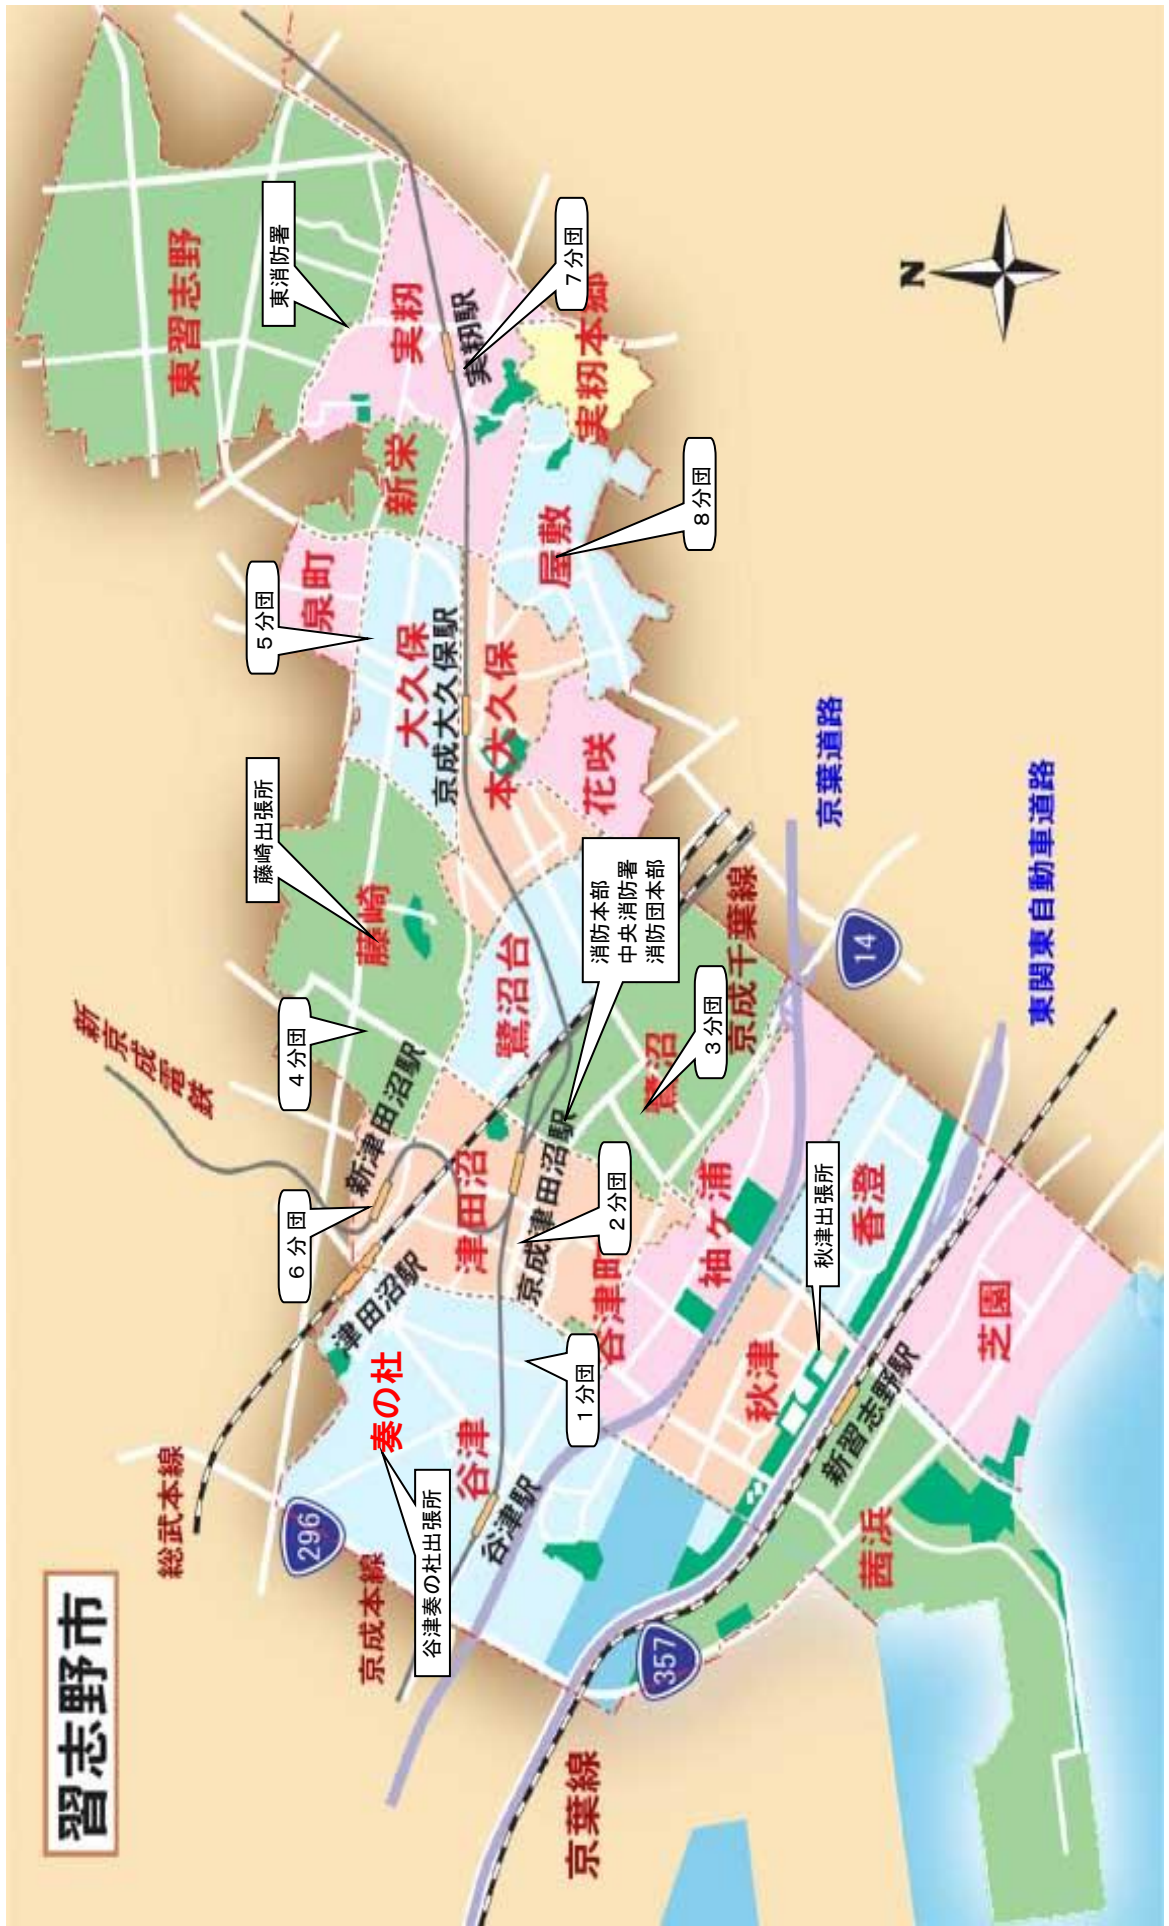 習志野市
東習志野
東消防署
実籾
実籾駅
7分団
実籾本郷
新栄
泉町
5分団
屋敷
8分団
大久保
京成大久保駅
本大久保
花咲
藤崎出張所
藤崎
4分団
鷺沼台
消防本部
中央消防署
消防団本部
鷺沼
3分団
京成千葉線
京葉道路
14
東関東自動車道路
新京成電鉄
新津田沼駅
6分団
津田沼
津田沼駅
京成津田沼駅
2分団
谷津町
袖ケ浦
香澄
秋津出張所
秋津
芝園
新習志野駅
茜浜
1分団
奏の杜
谷津
谷津駅
谷津奏の杜出張所
総武本線
296
京成本線
357
京葉線
N